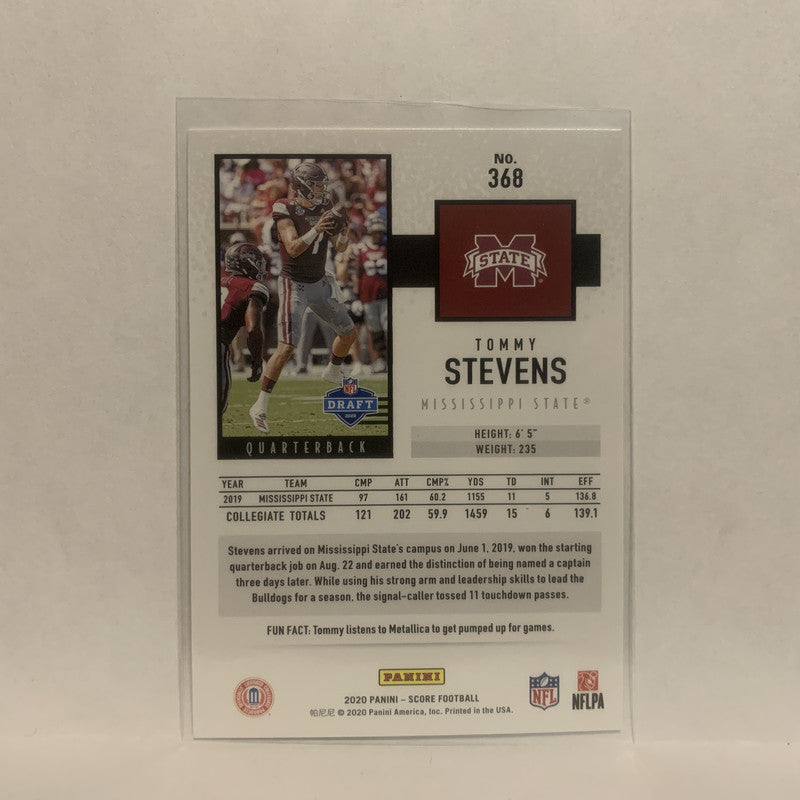 No.
368
STATE
TOMMY
STEVENS
MISSISSIPPI STATE®
HEIGHT: 6' 5"
WEIGHT: 235
NFL
DRAFT
2020
QUARTERBACK
YEAR TEAM CMP ATT CMP% YDS TD INT EFF
2019 MISSISSIPPI STATE 97 161 60.2 1155 11 5 136.8
COLLEGIATE TOTALS 121 202 59.9 1459 15 6 139.1
Stevens arrived on Mississippi State's campus on June 1, 2019, won the starting
quarterback job on Aug. 22 and earned the distinction of being named a captain
three days later. While using his strong arm and leadership skills to lead the
Bulldogs for a season, the signal-caller tossed 11 touchdown passes.
FUN FACT: Tommy listens to Metallica to get pumped up for games.
PANINI
2020 PANINI – SCORE FOOTBALL
帕尼尼 © 2020 Panini America, Inc. Printed in the USA.
NFL
NFLPA